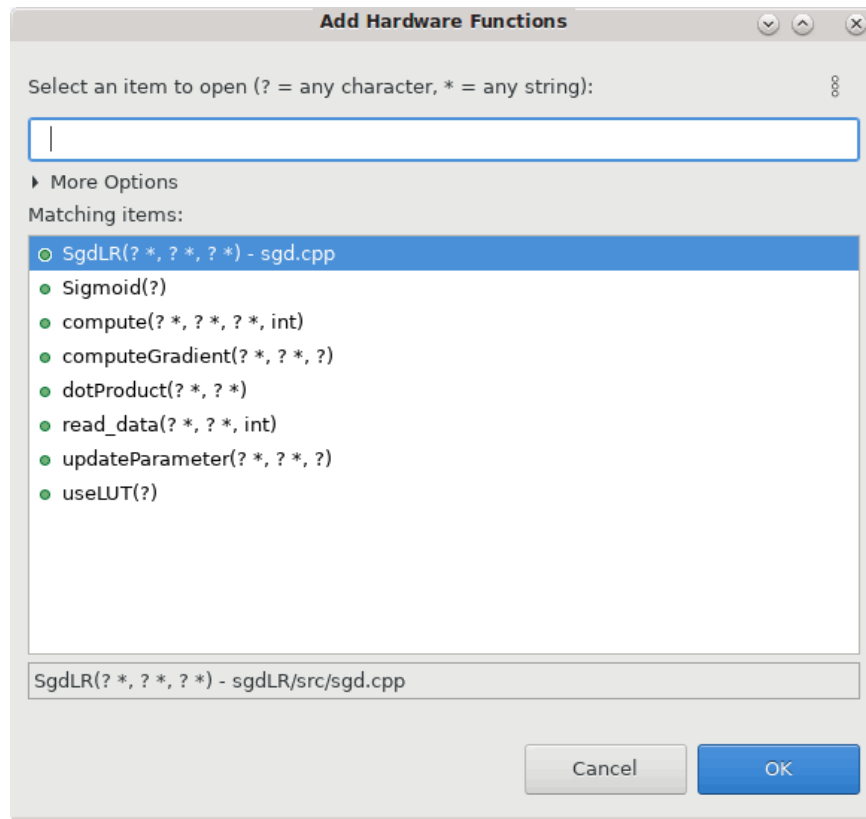 Add Hardware Functions
Select an item to open (? = any character, * = any string):
More Options
Matching items:
SgdLR(? *, ? *, ? *) - sgd.cpp
Sigmoid(?)
compute(? *, ? *, ? *, int)
computeGradient(? *, ? *, ?)
dotProduct(? *, ? *)
read_data(? *, ? *, int)
updateParameter(? *, ? *, ?)
useLUT(?)
SgdLR(? *, ? *, ? *) - sgdLR/src/sgd.cpp
Cancel OK